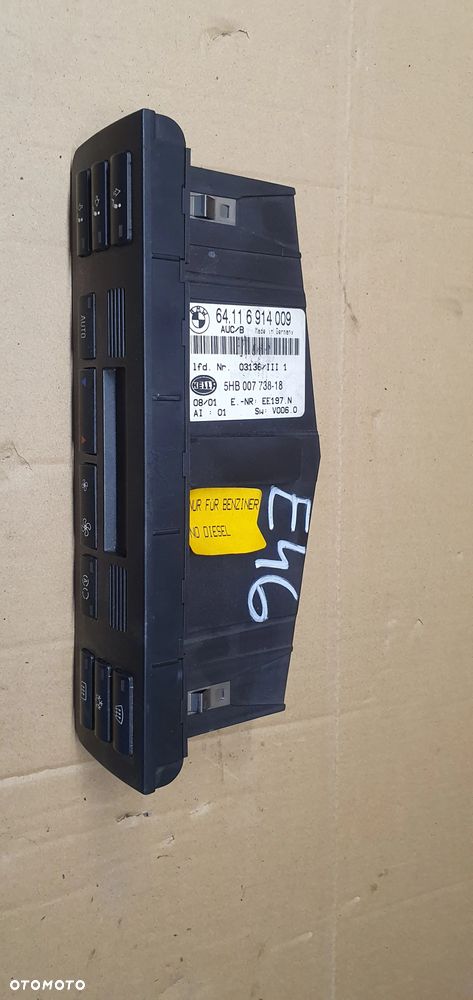 AUTO
64.11 6 914 009
AUC/B Made in Germany
lfd. Nr. 03136/III 1
HELLA
5HB 007 738-18
08/01 E.-NR: EE197.N
AI : 01 SW: V006.0
NUR FÜR BENZINER
NO DIESEL
E46
OTOMOTO
OTOMOTO